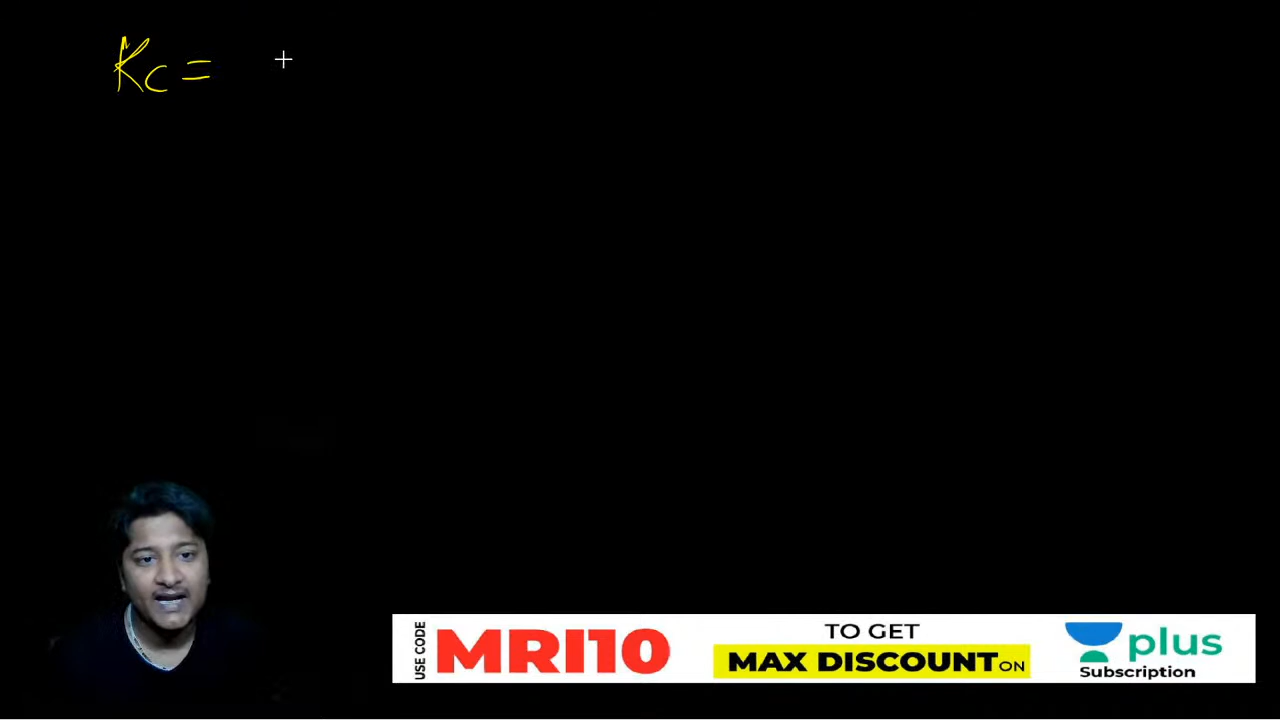 Kc =
USE CODE
MRI10
TO GET
MAX DISCOUNT ON
plus
Subscription